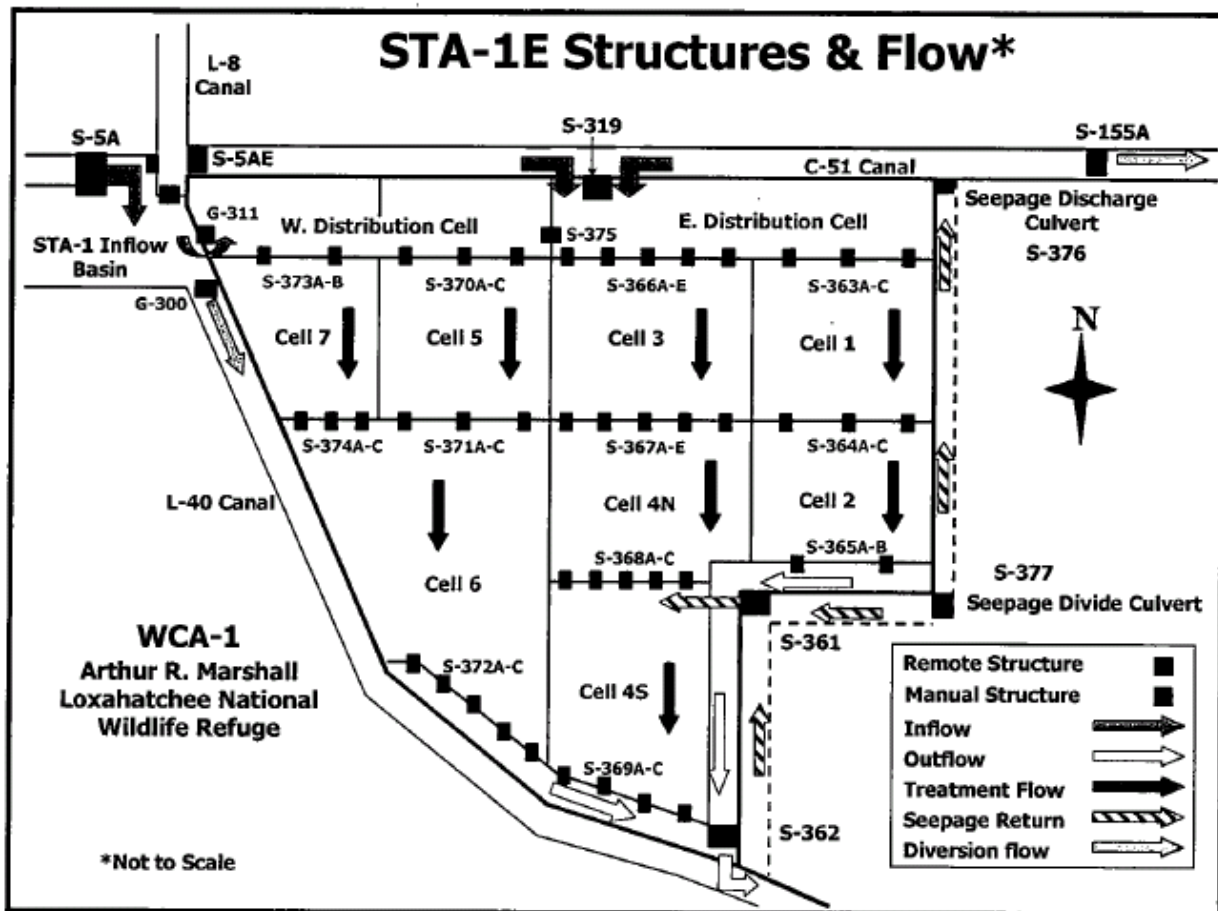 STA-1E Structures & Flow*
L-8
Canal
S-5A
S-319
S-155A
S-5AE
C-51 Canal
G-311
W. Distribution Cell
S-375
E. Distribution Cell
Seepage Discharge
Culvert
S-376
STA-1 Inflow
Basin
G-300
S-373A-B
S-370A-C
S-366A-E
S-363A-C
Cell 7
Cell 5
Cell 3
Cell 1
N
S-374A-C
S-371A-C
S-367A-E
S-364A-C
L-40 Canal
Cell 4N
Cell 2
S-368A-C
S-365A-B
Cell 6
S-377
Seepage Divide Culvert
WCA-1
Arthur R. Marshall
Loxahatchee National
Wildlife Refuge
S-372A-C
S-361
Cell 4S
S-369A-C
S-362
Remote Structure
Manual Structure
Inflow
Outflow
Treatment Flow
Seepage Return
Diversion flow
*Not to Scale